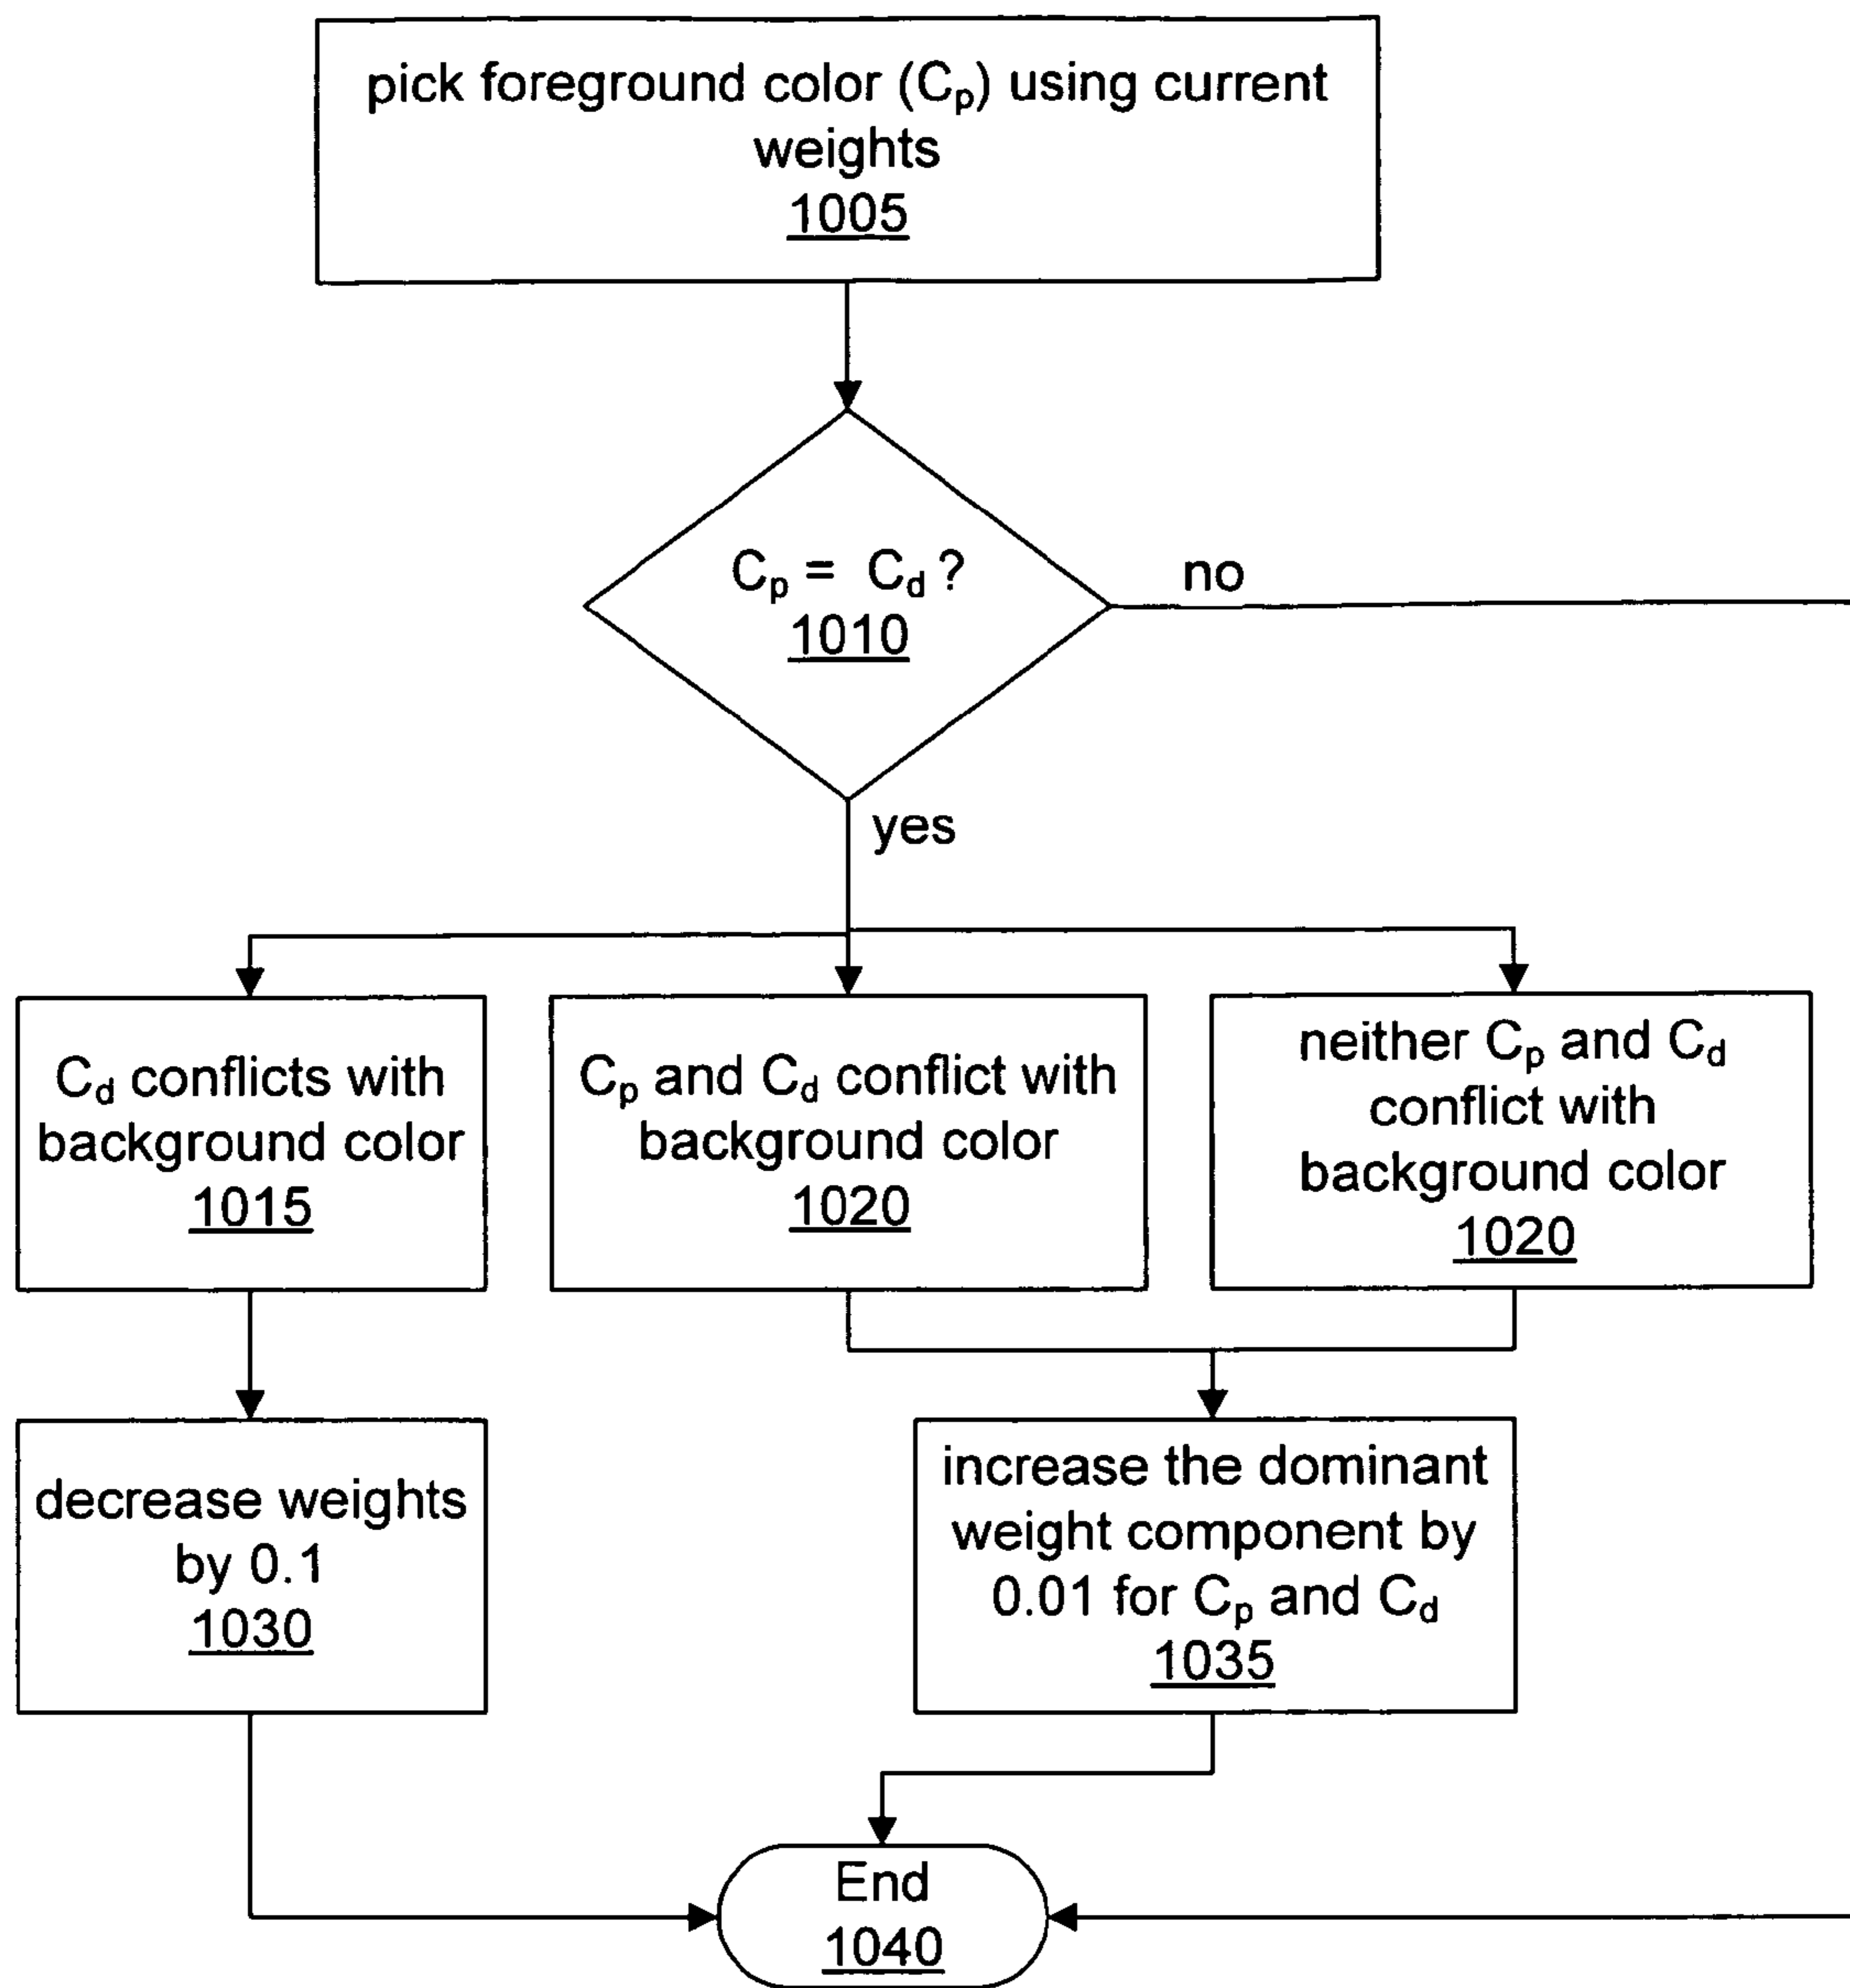 pick foreground color (Cp) using current
weights
1005
Cp = Cd ?
1010
no
yes
Cd conflicts with
background color
1015
Cp and Cd conflict with
background color
1020
neither Cp and Cd
conflict with
background color
1020
decrease weights
by 0.1
1030
increase the dominant
weight component by
0.01 for Cp and Cd
1035
End
1040